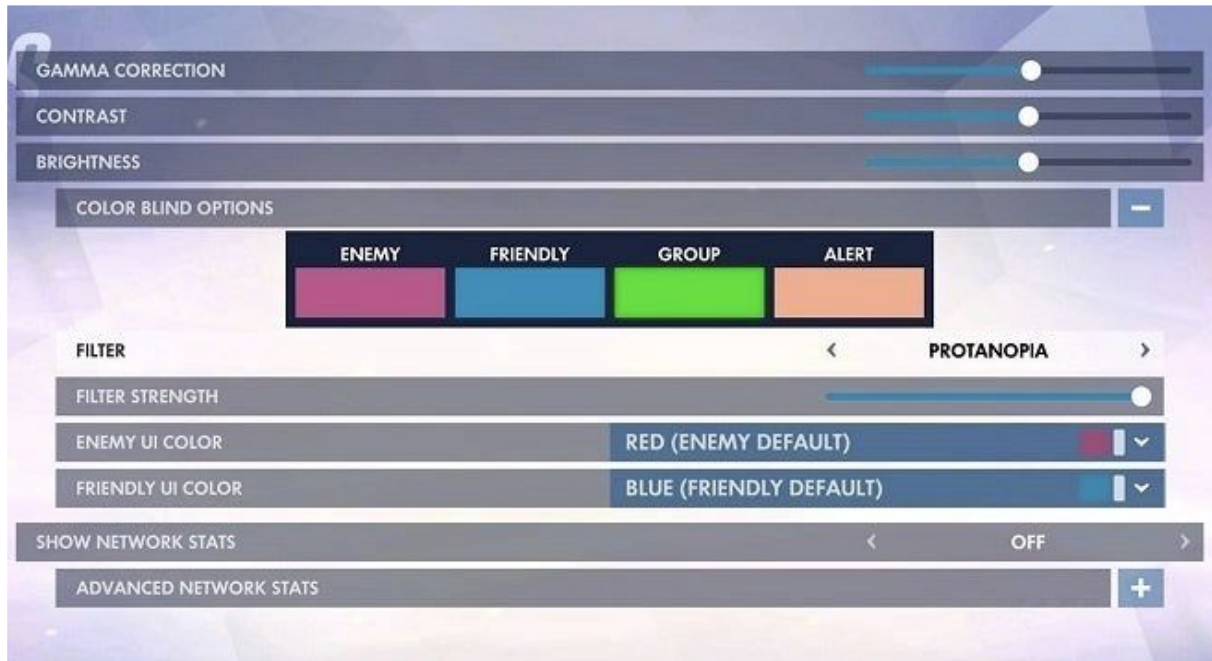 GAMMA CORRECTION
CONTRAST
BRIGHTNESS
COLOR BLIND OPTIONS
ENEMY FRIENDLY GROUP ALERT
FILTER PROTANOPIA
FILTER STRENGTH
ENEMY UI COLOR RED (ENEMY DEFAULT)
FRIENDLY UI COLOR BLUE (FRIENDLY DEFAULT)
SHOW NETWORK STATS OFF
ADVANCED NETWORK STATS